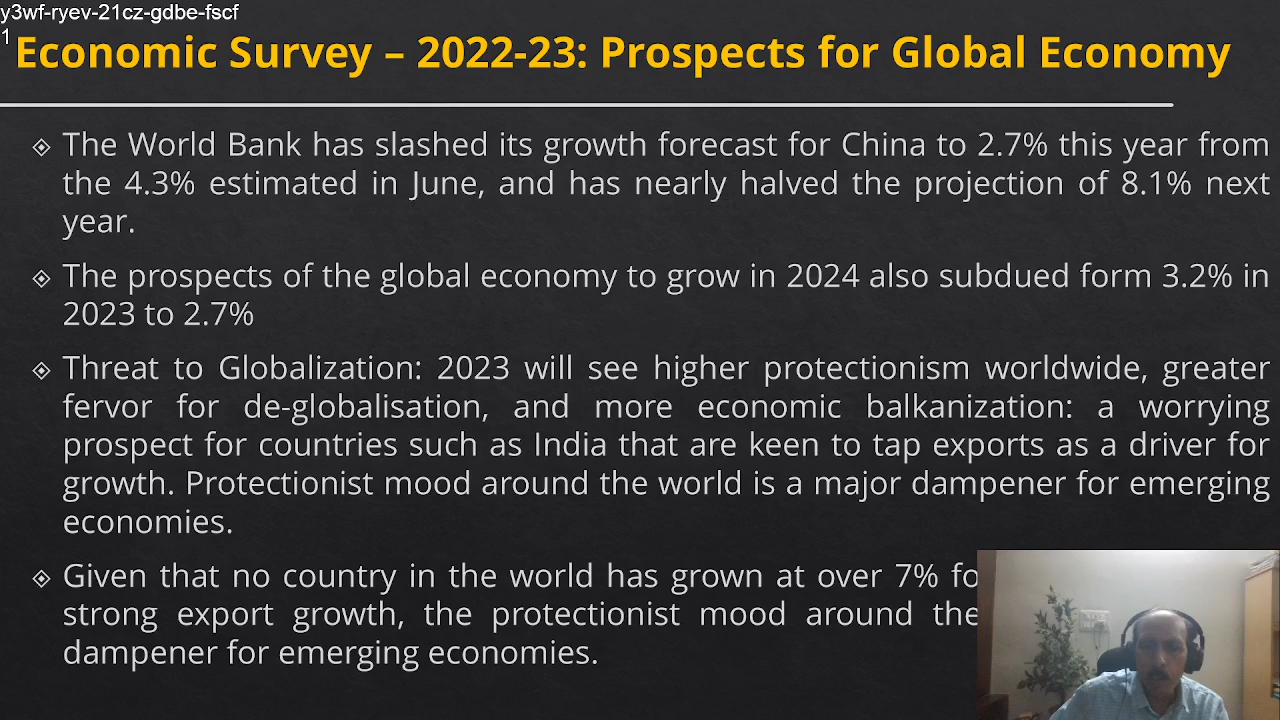 y3wf-ryev-21cz-gdbe-fscf
1
Economic Survey – 2022-23: Prospects for Global Economy
The World Bank has slashed its growth forecast for China to 2.7% this year from
the 4.3% estimated in June, and has nearly halved the projection of 8.1% next
year.
The prospects of the global economy to grow in 2024 also subdued form 3.2% in
2023 to 2.7%
Threat to Globalization: 2023 will see higher protectionism worldwide, greater
fervor for de-globalisation, and more economic balkanization: a worrying
prospect for countries such as India that are keen to tap exports as a driver for
growth. Protectionist mood around the world is a major dampener for emerging
economies.
Given that no country in the world has grown at over 7% fo
strong export growth, the protectionist mood around the
dampener for emerging economies.